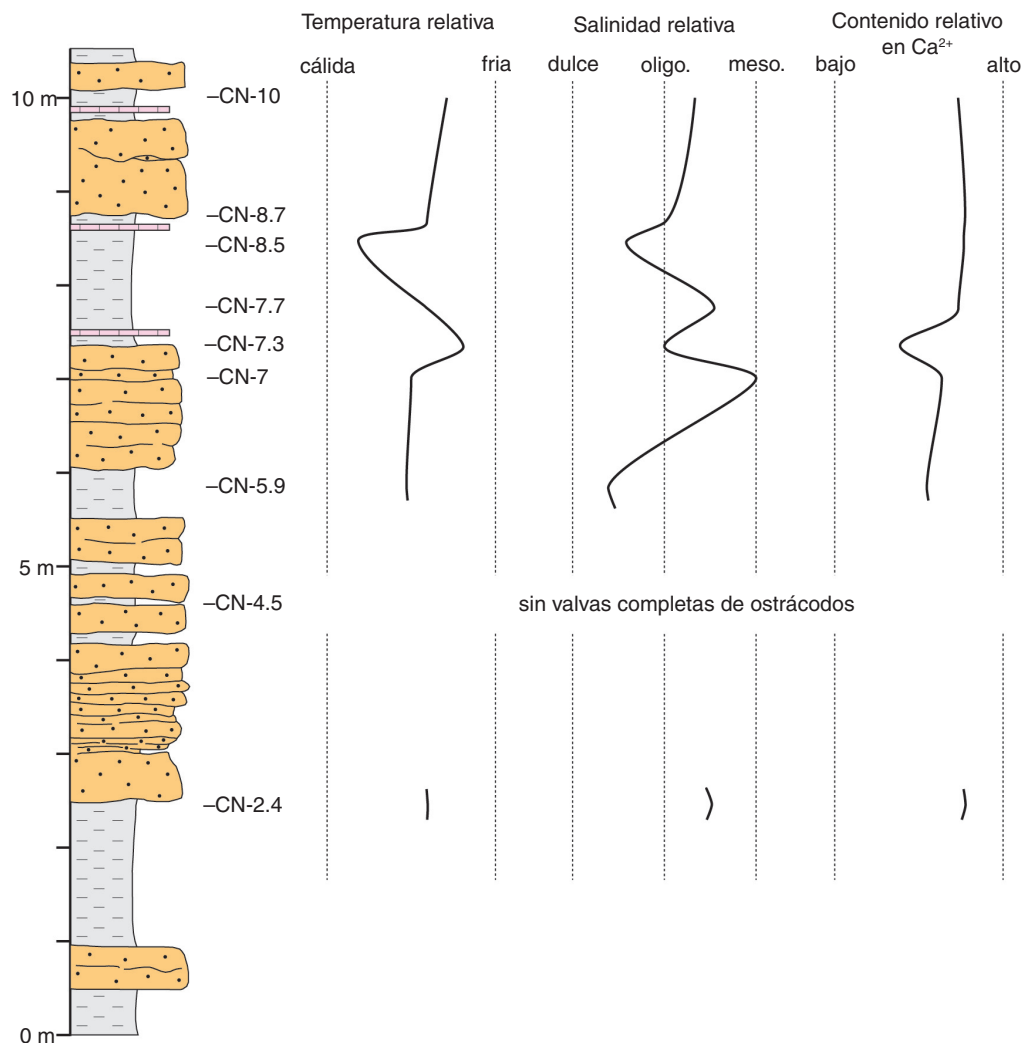 Temperatura relativa
Salinidad relativa
Contenido relativo
en Ca²⁺
cálida
fria
dulce
oligo.
meso.
bajo
alto
10 m
–CN-10
–CN-8.7
–CN-8.5
–CN-7.7
–CN-7.3
–CN-7
–CN-5.9
5 m
–CN-4.5
sin valvas completas de ostrácodos
–CN-2.4
0 m